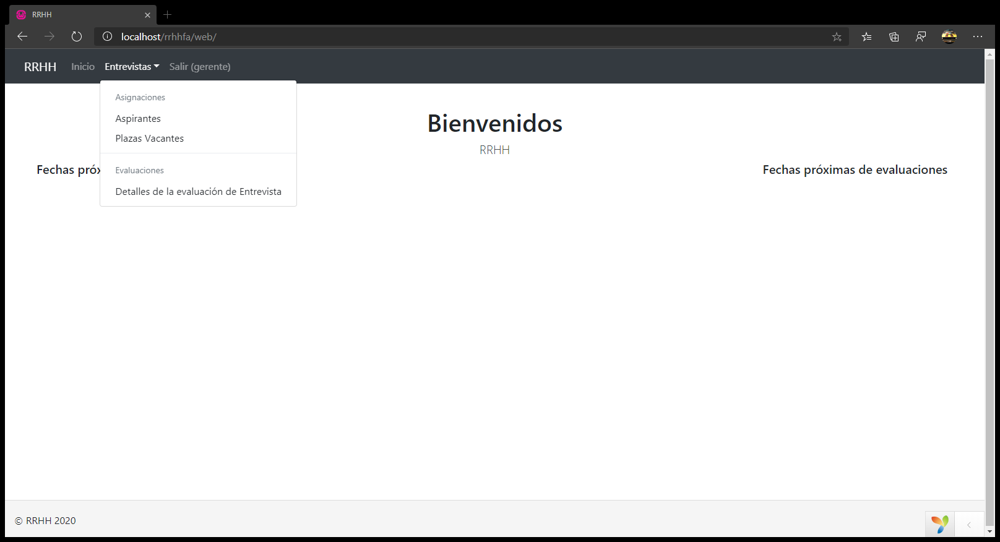 RRHH
localhost/rrhhfa/web/
RRHH Inicio Entrevistas Salir (gerente)
Asignaciones
Aspirantes
Plazas Vacantes
Evaluaciones
Detalles de la evaluación de Entrevista
Bienvenidos
RRHH
Fechas
Fechas próximas de evaluaciones
© RRHH 2020